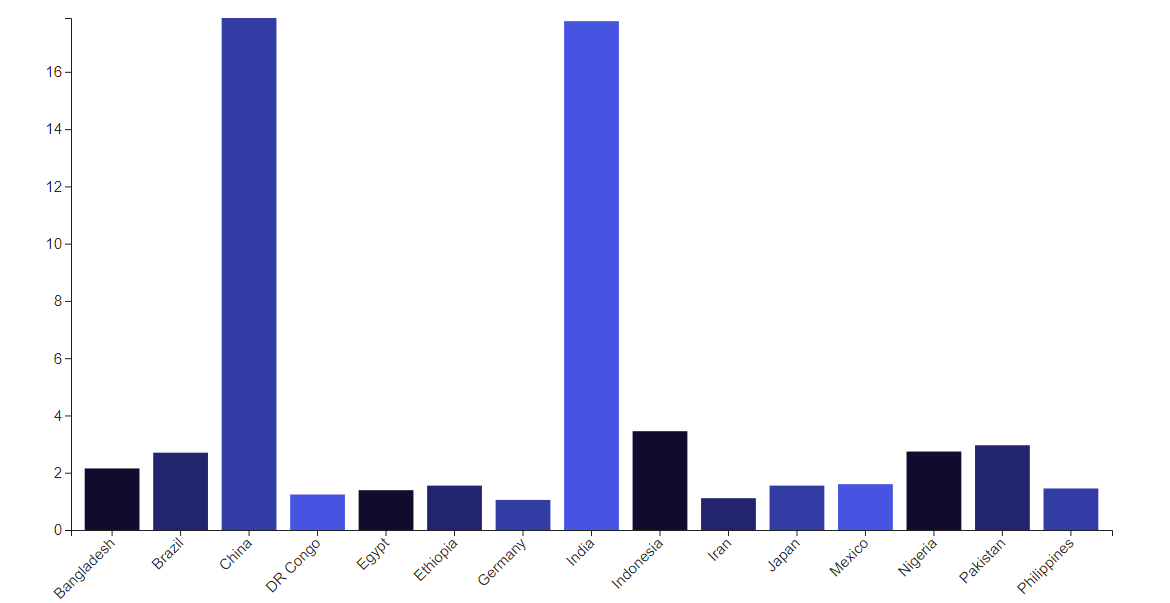 16
14
12
10
8
6
4
2
0
Bangladesh
Brazil
China
DR Congo
Egypt
Ethiopia
Germany
India
Indonesia
Iran
Japan
Mexico
Nigeria
Pakistan
Philippines